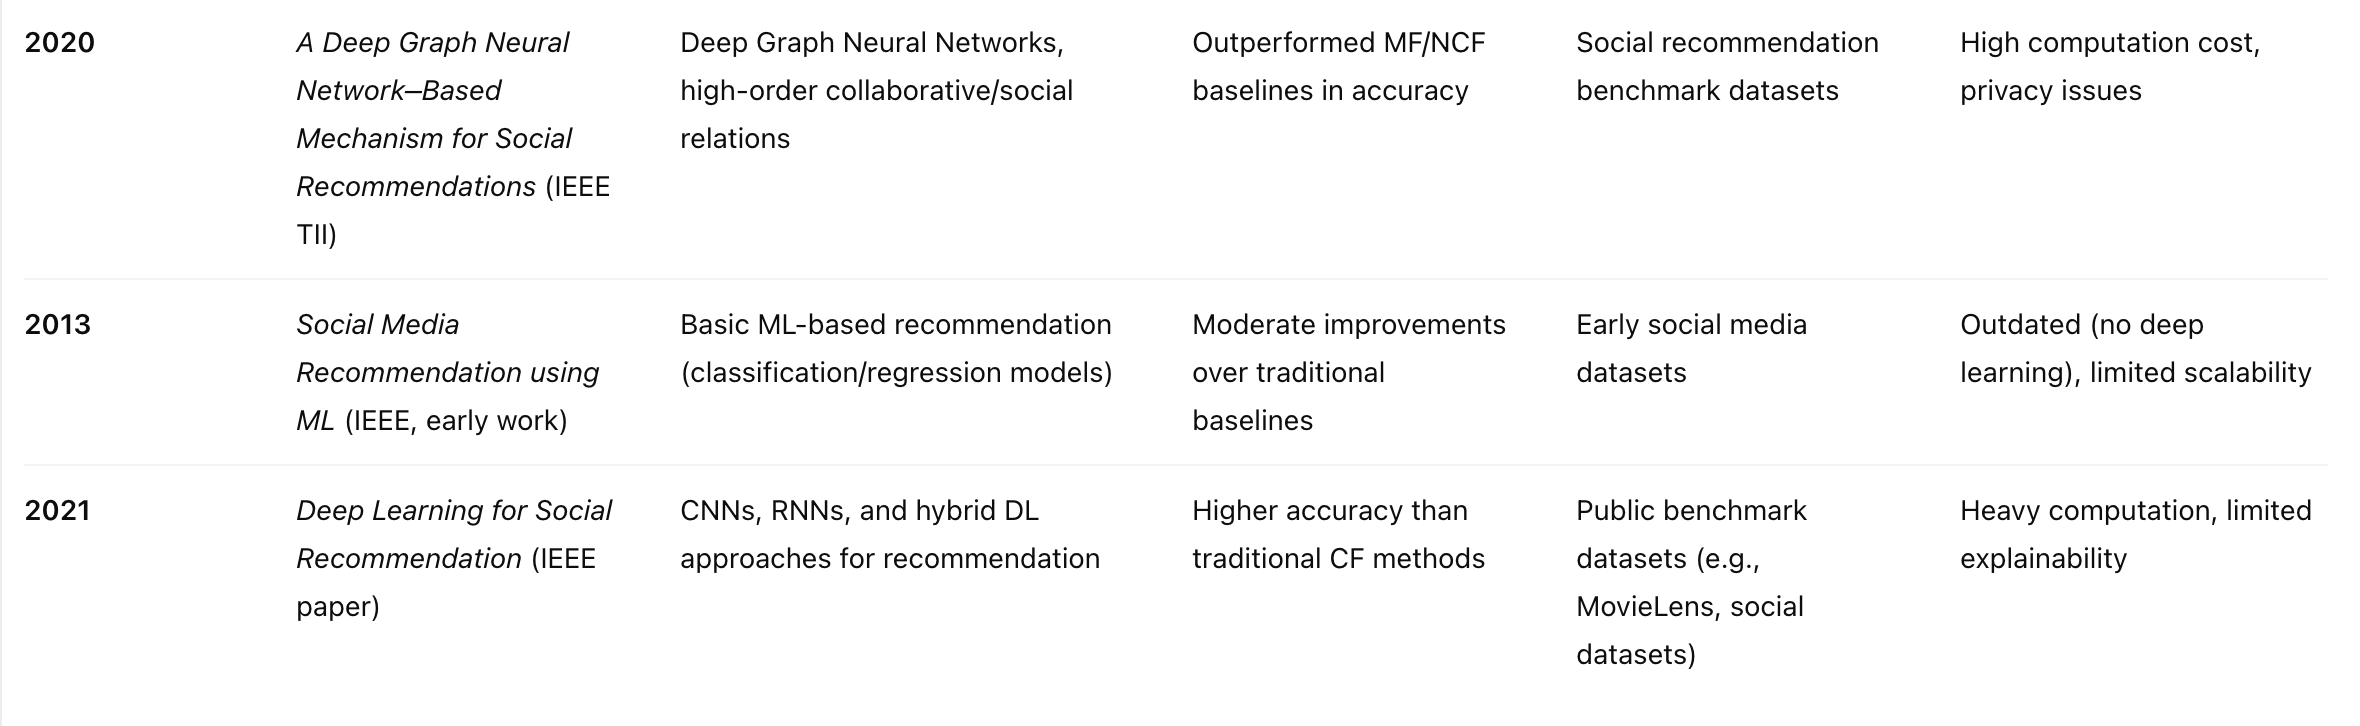 2020
A Deep Graph Neural
Network–Based
Mechanism for Social
Recommendations (IEEE
TII)
Deep Graph Neural Networks,
high-order collaborative/social
relations
Outperformed MF/NCF
baselines in accuracy
Social recommendation
benchmark datasets
High computation cost,
privacy issues
2013
Social Media
Recommendation using
ML (IEEE, early work)
Basic ML-based recommendation
(classification/regression models)
Moderate improvements
over traditional
baselines
Early social media
datasets
Outdated (no deep
learning), limited scalability
2021
Deep Learning for Social
Recommendation (IEEE
paper)
CNNs, RNNs, and hybrid DL
approaches for recommendation
Higher accuracy than
traditional CF methods
Public benchmark
datasets (e.g.,
MovieLens, social
datasets)
Heavy computation, limited
explainability